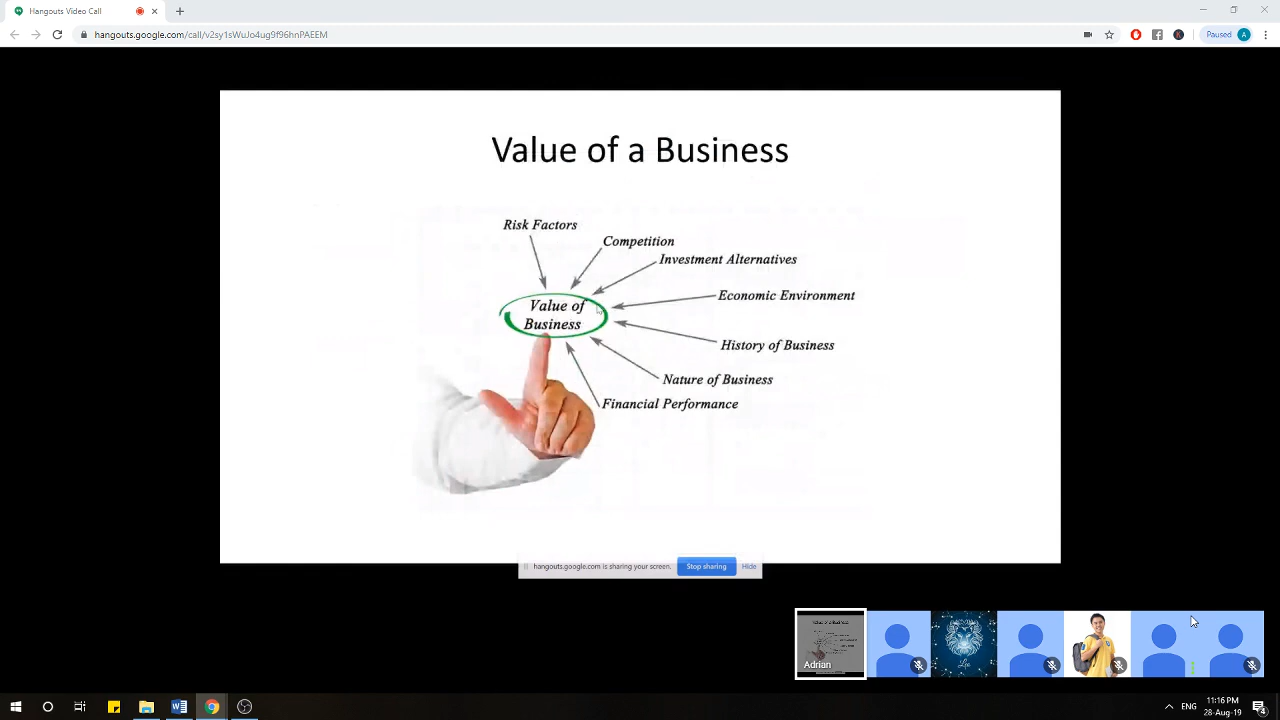 Hangouts Video Call
hangouts.google.com/call/v2sy1sWuJo4ug9f96hnPAEEM
Paused
A
Value of a Business
Risk Factors
Competition
Investment Alternatives
Economic Environment
Value of
Business
History of Business
Nature of Business
Financial Performance
hangouts.google.com is sharing your screen.
Stop sharing
Hide
Adrian
ENG
11:16 PM
28-Aug-19
4